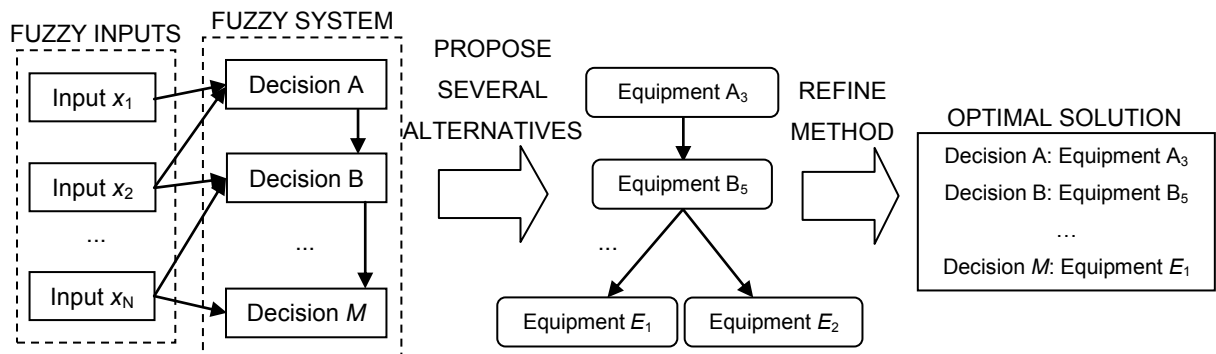 FUZZY INPUTS
Input x1
Input x2
...
Input xN
FUZZY SYSTEM
Decision A
Decision B
...
Decision M
PROPOSE
SEVERAL
ALTERNATIVES
Equipment A3
Equipment B5
...
Equipment E1
Equipment E2
REFINE
METHOD
OPTIMAL SOLUTION
Decision A: Equipment A3
Decision B: Equipment B5
...
Decision M: Equipment E1